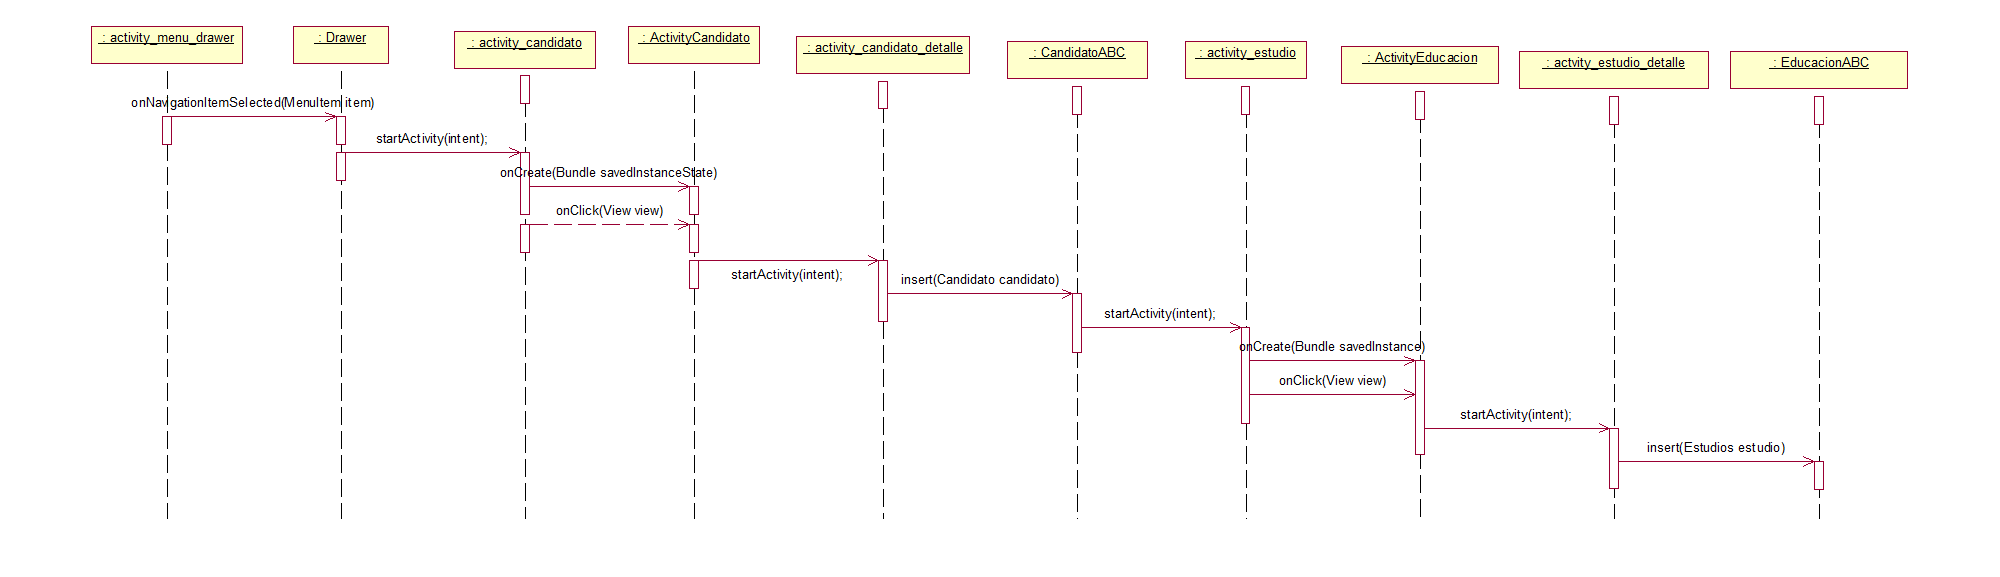 : activity_menu_drawer
: Drawer
: activity_candidato
: ActivityCandidato
: activity_candidato_detalle
: CandidatoABC
: activity_estudio
: ActivityEducacion
: actvity_estudio_detalle
: EducacionABC
onNavigationItemSelected(MenuItem item)
startActivity(intent);
onCreate(Bundle savedInstanceState)
onClick(View view)
startActivity(intent);
insert(Candidato candidato)
startActivity(intent);
onCreate(Bundle savedInstance)
onClick(View view)
startActivity(intent);
insert(Estudios estudio)